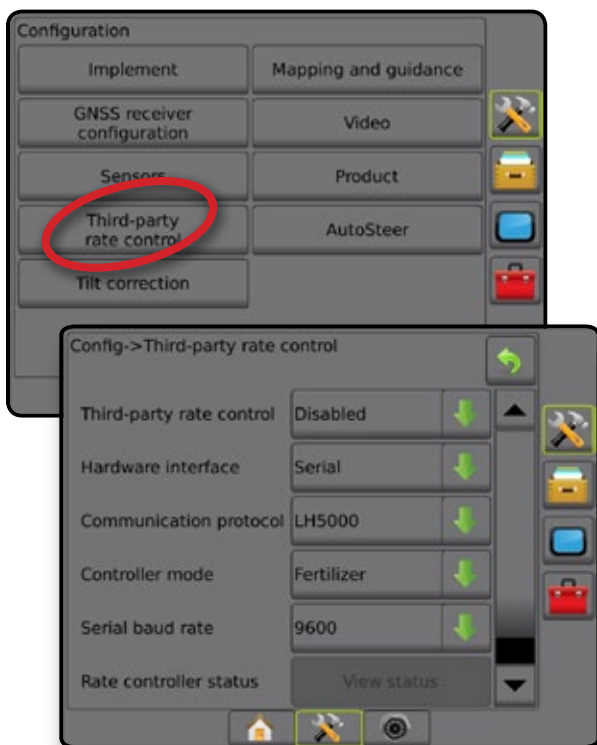 Configuration
Implement
Mapping and guidance
GNSS receiver
configuration
Video
Sensors
Product
Third-party
rate control
AutoSteer
Tilt correction
Config->Third-party rate control
Third-party rate control Disabled
Hardware interface Serial
Communication protocol LH5000
Controller mode Fertilizer
Serial baud rate 9600
Rate controller status View status